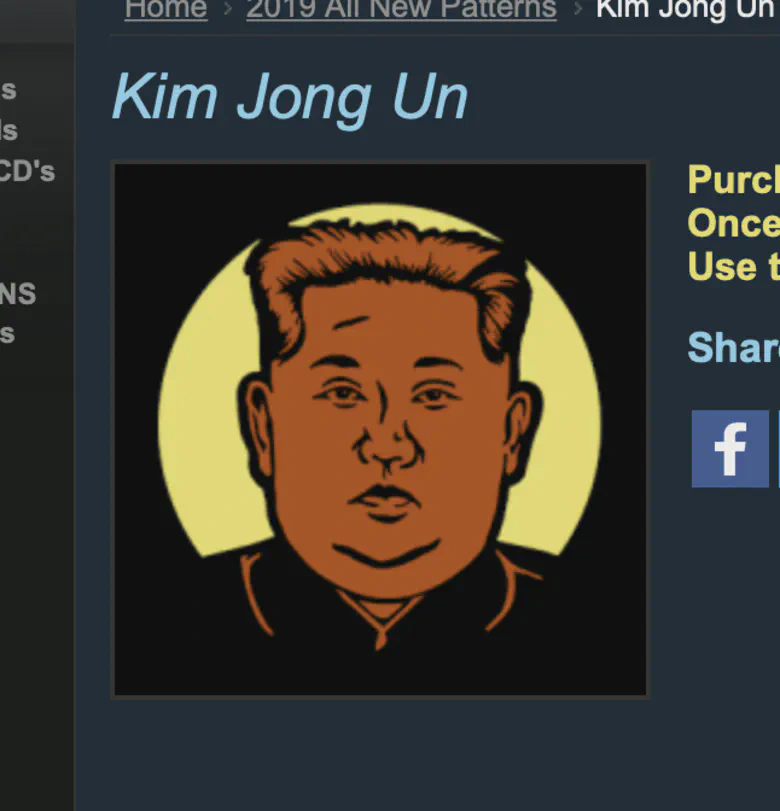 Home › 2019 All New Patterns › Kim Jong Un
s
ls
CD's
NS
s
Kim Jong Un
Purch
Once
Use t
Share
f